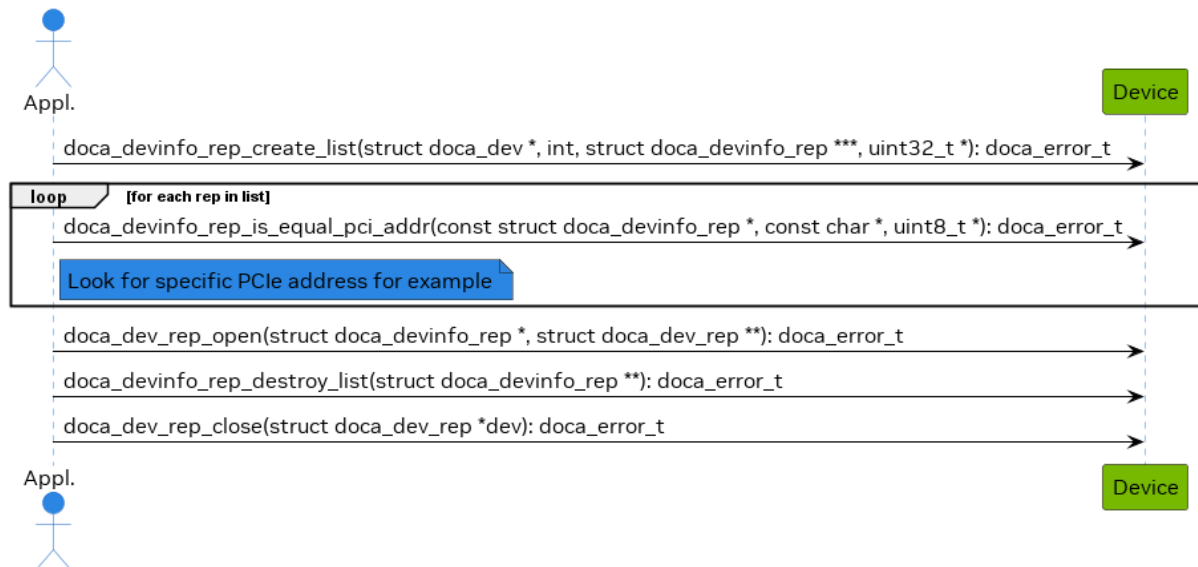 Appl.
Device
doca_devinfo_rep_create_list(struct doca_dev *, int, struct doca_devinfo_rep ***, uint32_t *): doca_error_t
loop [for each rep in list]
doca_devinfo_rep_is_equal_pci_addr(const struct doca_devinfo_rep *, const char *, uint8_t *): doca_error_t
Look for specific PCIe address for example
doca_dev_rep_open(struct doca_devinfo_rep *, struct doca_dev_rep **): doca_error_t
doca_devinfo_rep_destroy_list(struct doca_devinfo_rep **): doca_error_t
doca_dev_rep_close(struct doca_dev_rep *dev): doca_error_t
Appl.
Device